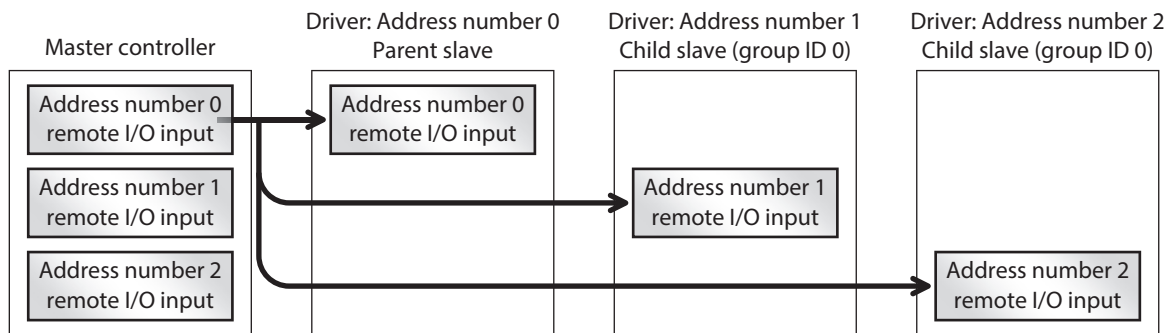 Master controller
Address number 0
remote I/O input
Address number 1
remote I/O input
Address number 2
remote I/O input
Driver: Address number 0
Parent slave
Address number 0
remote I/O input
Driver: Address number 1
Child slave (group ID 0)
Address number 1
remote I/O input
Driver: Address number 2
Child slave (group ID 0)
Address number 2
remote I/O input